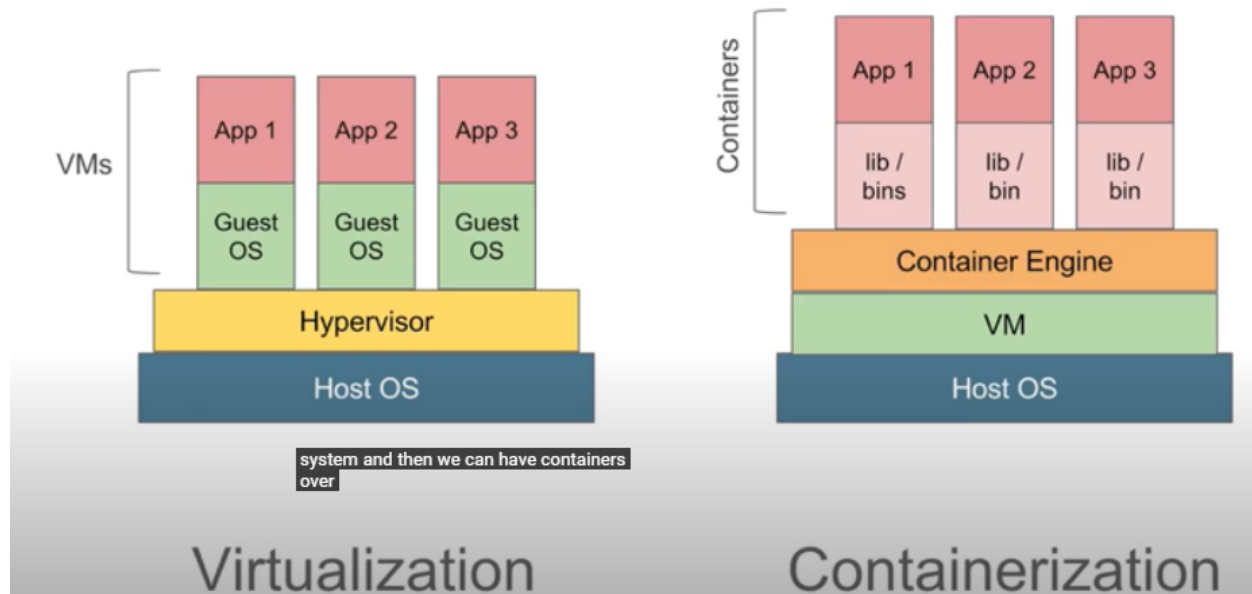 VMs
App 1
App 2
App 3
Guest
OS
Guest
OS
Guest
OS
Hypervisor
Host OS
Virtualization
Containers
App 1
App 2
App 3
lib /
bins
lib /
bin
lib /
bin
Container Engine
VM
Host OS
Containerization
system and then we can have containers
over